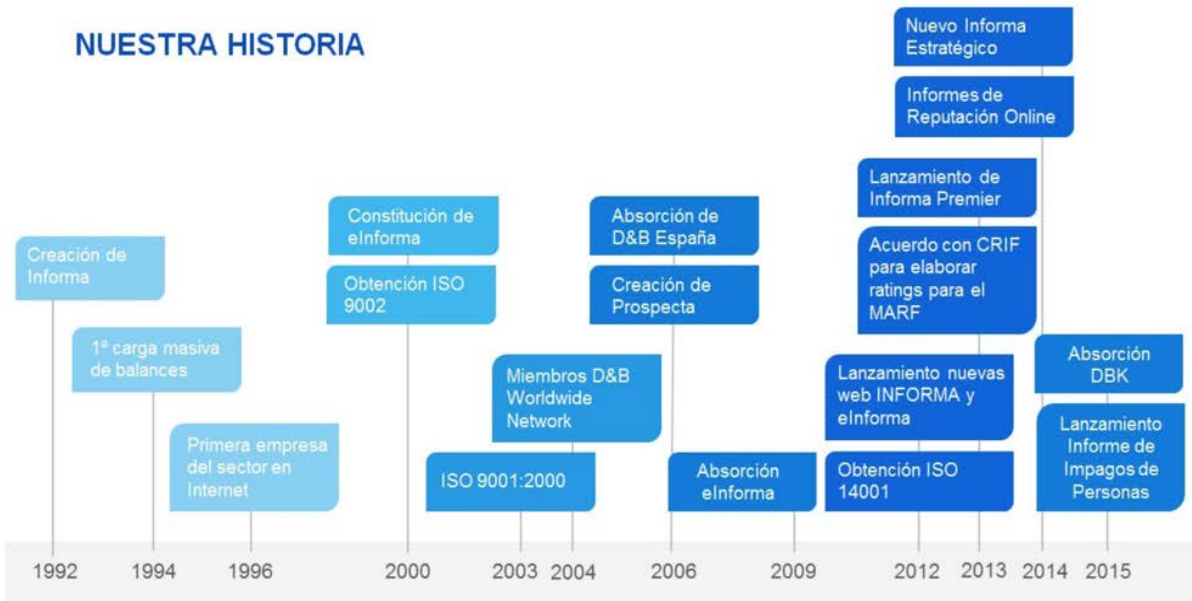 NUESTRA HISTORIA
Creación de
Informa
1ª carga masiva
de balances
Primera empresa
del sector en
Internet
Constitución de
eInforma
Obtención ISO
9002
ISO 9001:2000
Miembros D&B
Worldwide
Network
Absorción de
D&B España
Creación de
Prospecta
Absorción
eInforma
Lanzamiento nuevas
web INFORMA y
eInforma
Obtención ISO
14001
Lanzamiento de
Informa Premier
Acuerdo con CRIF
para elaborar
ratings para el
MARF
Nuevo Informa
Estratégico
Informes de
Reputación Online
Absorción
DBK
Lanzamiento
Informe de
Impagos de
Personas
1992 1994 1996 2000 2003 2004 2006 2009 2012 2013 2014 2015